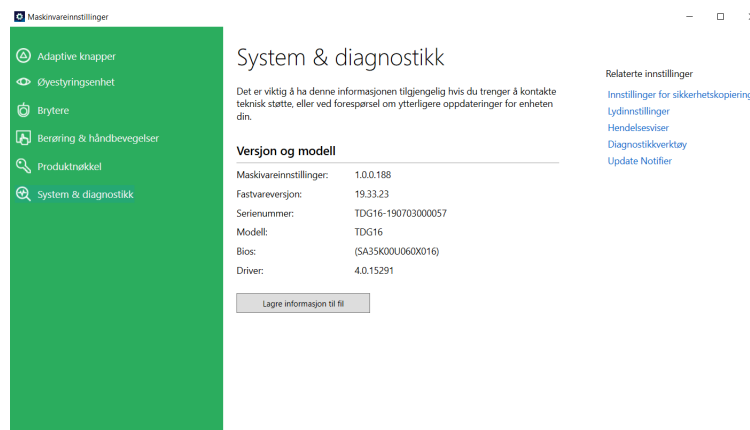 Maskinvareinnstillinger
Adaptive knapper
Øyestyringsenhet
Brytere
Berøring & håndbevegelser
Produktnøkkel
System & diagnostikk
System & diagnostikk
Det er viktig å ha denne informasjonen tilgjengelig hvis du trenger å kontakte
teknisk støtte, eller ved forespørsel om ytterligere oppdateringer for enheten
din.
Versjon og modell
Maskivareinnstillinger: 1.0.0.188
Fastvareversjon: 19.33.23
Serienummer: TDG16-190703000057
Modell: TDG16
Bios: (SA35K00U060X016)
Driver: 4.0.15291
Lagre informasjon til fil
Relaterte innstillinger
Innstillinger for sikkerhetskopiering
Lydinnstillinger
Hendelsesviser
Diagnostikkverktøy
Update Notifier